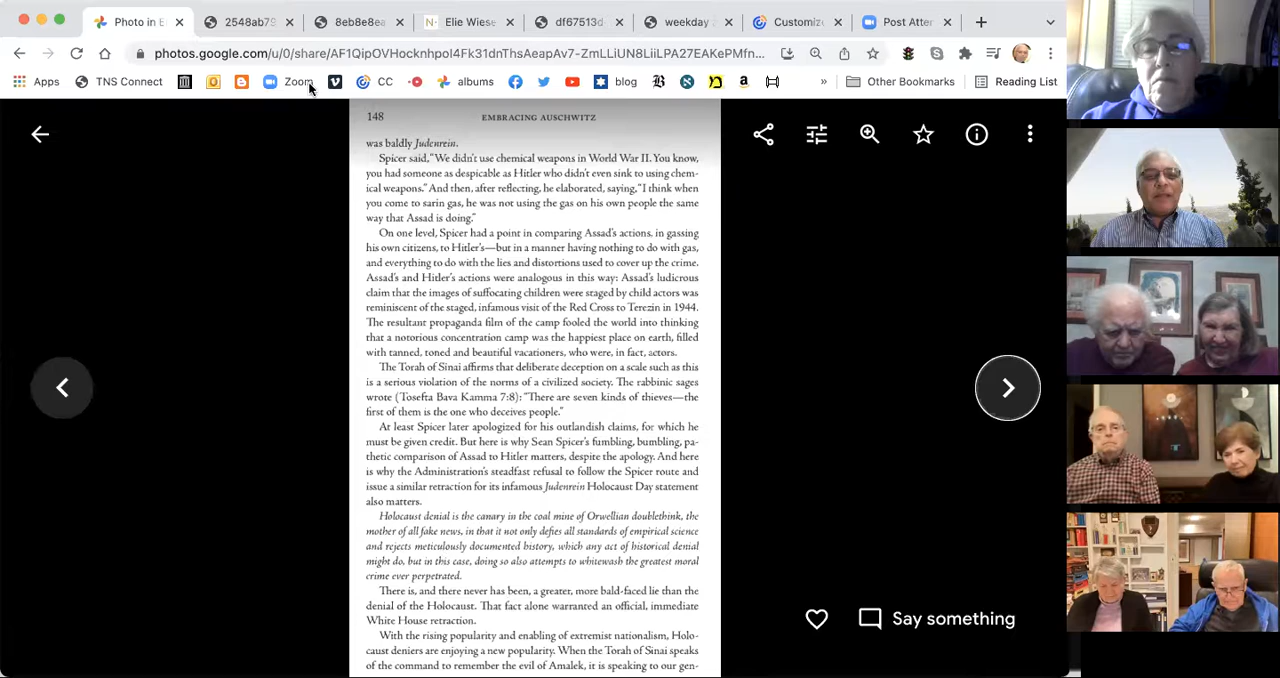 Photo in E
2548ab79
8eb8e8ea
Elie Wiese
df67513d
weekday
Customize
Post Atter
photos.google.com/u/0/share/AF1QipOVHocknhpol4Fk31dnThsAeapAv7-ZmLLiUN8LiiLPA27EAKePMfn...
Apps
TNS Connect
Zoom
CC
albums
blog
»
Other Bookmarks
Reading List
148 EMBRACING AUSCHWITZ
was baldly Judenrein.
Spicer said, “We didn’t use chemical weapons in World War II. You know,
you had someone as despicable as Hitler who didn’t even sink to using chem-
ical weapons.” And then, after reflecting, he elaborated, saying, “I think when
you come to sarin gas, he was not using the gas on his own people the same
way that Assad is doing.”
On one level, Spicer had a point in comparing Assad’s actions, in gassing
his own citizens, to Hitler’s—but in a manner having nothing to do with gas,
and everything to do with the lies and distortions used to cover up the crime.
Assad’s and Hitler’s actions were analogous in this way: Assad’s ludicrous
claim that the images of suffocating children were staged by child actors was
reminiscent of the staged, infamous visit of the Red Cross to Terezin in 1944.
The resultant propaganda film of the camp fooled the world into thinking
that a notorious concentration camp was the happiest place on earth, filled
with tanned, toned and beautiful vacationers, who were, in fact, actors.
The Torah of Sinai affirms that deliberate deception on a scale such as this
is a serious violation of the norms of a civilized society. The rabbinic sages
wrote (Tosefta Bava Kamma 7:8): “There are seven kinds of thieves—the
first of them is the one who deceives people.”
At least Spicer later apologized for his outlandish claims, for which he
must be given credit. But here is why Sean Spicer’s fumbling, bumbling, pa-
thetic comparison of Assad to Hitler matters, despite the apology. And here
is why the Administration’s steadfast refusal to follow the Spicer route and
issue a similar retraction for its infamous Judenrein Holocaust Day statement
also matters.
Holocaust denial is the canary in the coal mine of Orwellian doublethink, the
mother of all fake news, in that it not only defies all standards of empirical science
and rejects meticulously documented history, which any act of historical denial
might do, but in this case, doing so also attempts to whitewash the greatest moral
crime ever perpetrated.
There is, and there never has been, a greater, more bald-faced lie than the
denial of the Holocaust. That fact alone warranted an official, immediate
White House retraction.
With the rising popularity and enabling of extremist nationalism, Holo-
caust deniers are enjoying a new popularity. When the Torah of Sinai speaks
of the command to remember the evil of Amalek, it is speaking to our gen-
Say something